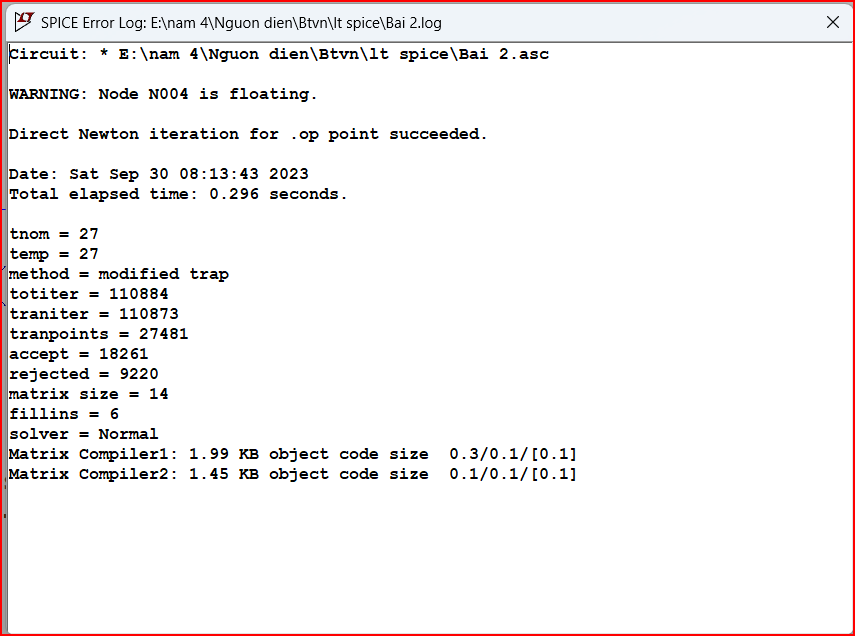 SPICE Error Log: E:\nam 4\Nguon dien\Btvn\lt spice\Bai 2.log
Circuit: * E:\nam 4\Nguon dien\Btvn\lt spice\Bai 2.asc
WARNING: Node N004 is floating.
Direct Newton iteration for .op point succeeded.
Date: Sat Sep 30 08:13:43 2023
Total elapsed time: 0.296 seconds.
tnom = 27
temp = 27
method = modified trap
totiter = 110884
traniter = 110873
tranpoints = 27481
accept = 18261
rejected = 9220
matrix size = 14
fillins = 6
solver = Normal
Matrix Compiler1: 1.99 KB object code size  0.3/0.1/[0.1]
Matrix Compiler2: 1.45 KB object code size  0.1/0.1/[0.1]